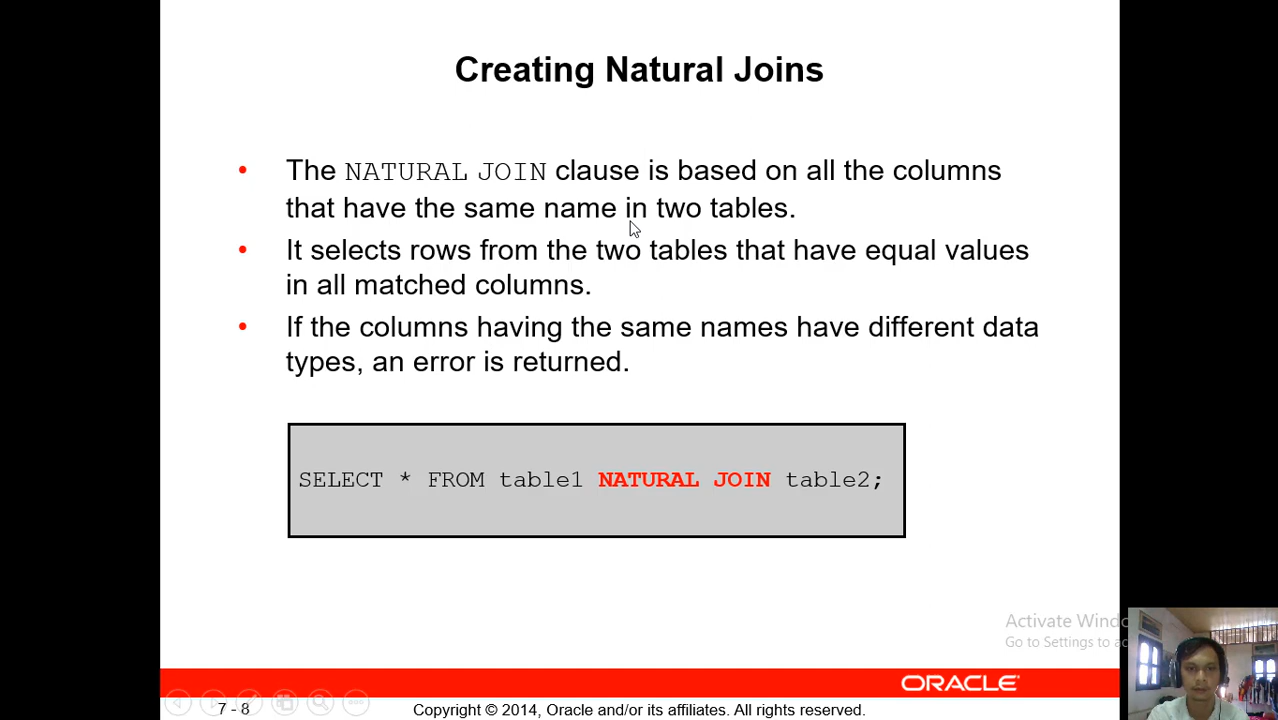 Creating Natural Joins
• The NATURAL JOIN clause is based on all the columns
that have the same name in two tables.
• It selects rows from the two tables that have equal values
in all matched columns.
• If the columns having the same names have different data
types, an error is returned.
SELECT * FROM table1 NATURAL JOIN table2;
Activate Windo
Go to Settings to ac
ORACLE
7 - 8
Copyright © 2014, Oracle and/or its affiliates. All rights reserved.